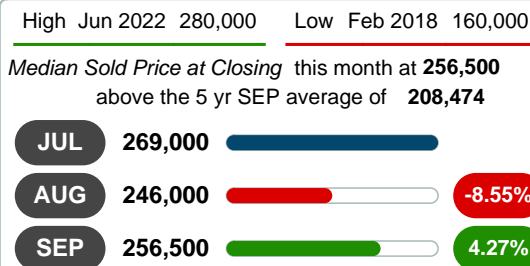 High Jun 2022 280,000 Low Feb 2018 160,000
Median Sold Price at Closing this month at 256,500
above the 5 yr SEP average of 208,474
JUL 269,000
AUG 246,000 -8.55%
SEP 256,500 4.27%